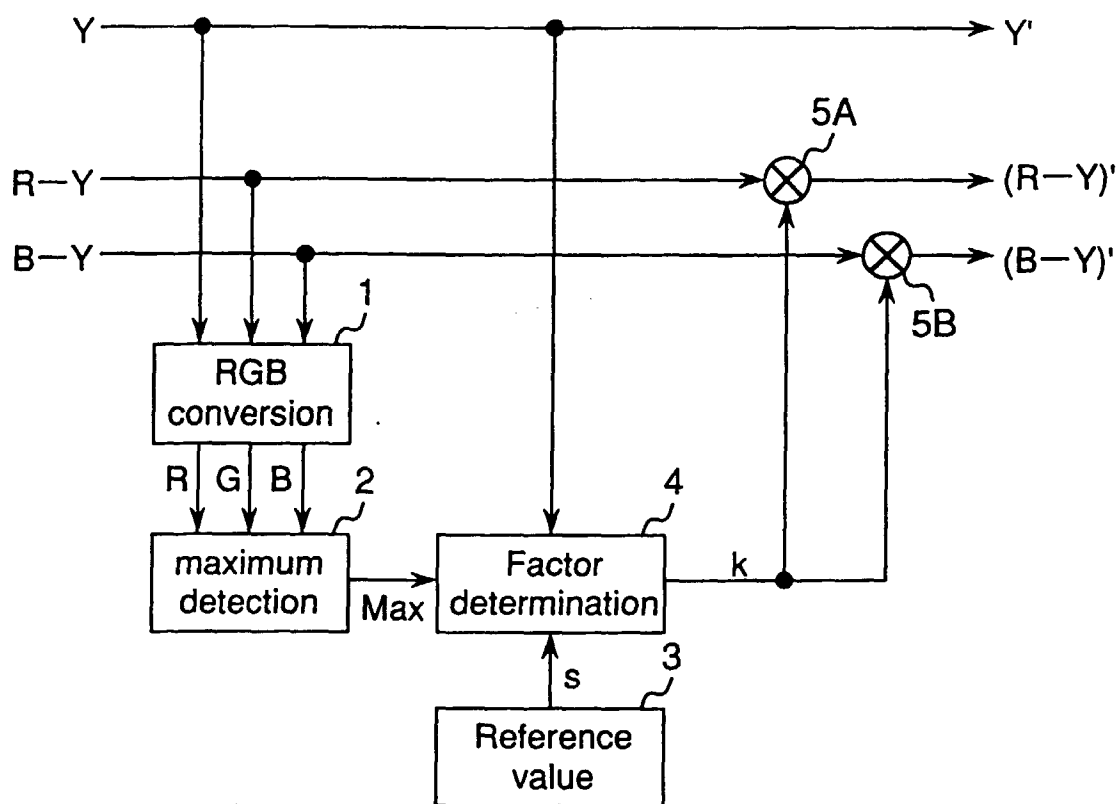 Y
Y'
5A
R—Y
(R—Y)'
B—Y
(B—Y)'
5B
1
RGB
conversion
R
G
B
2
4
maximum
detection
Max
Factor
determination
k
s
3
Reference
value